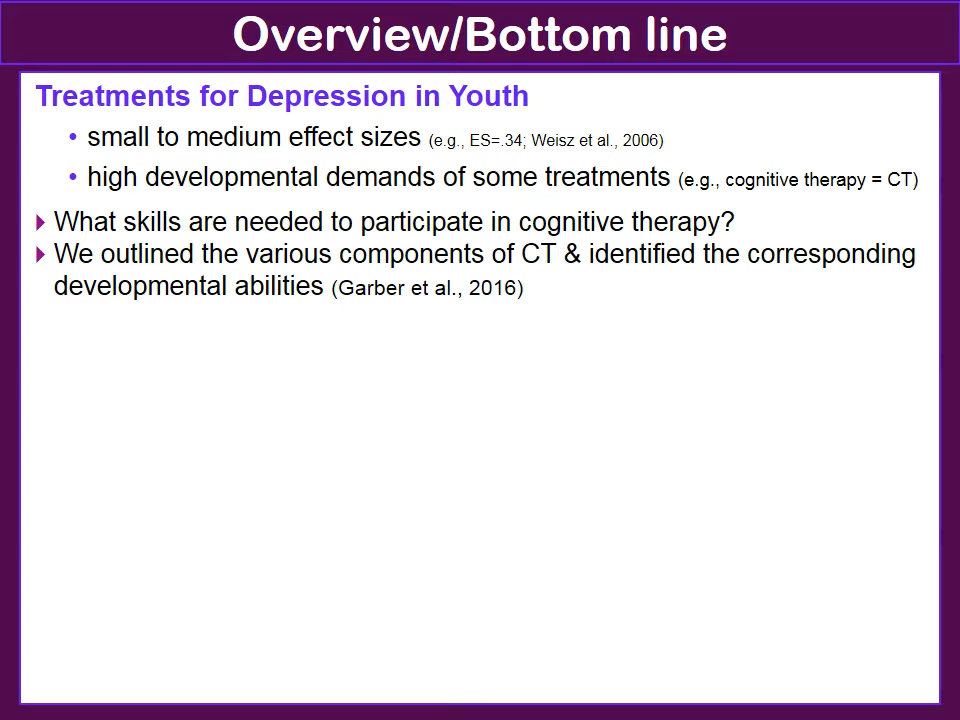 Overview/Bottom line
Treatments for Depression in Youth
• small to medium effect sizes (e.g., ES=.34; Weisz et al., 2006)
• high developmental demands of some treatments (e.g., cognitive therapy = CT)
What skills are needed to participate in cognitive therapy?
We outlined the various components of CT & identified the corresponding
developmental abilities (Garber et al., 2016)